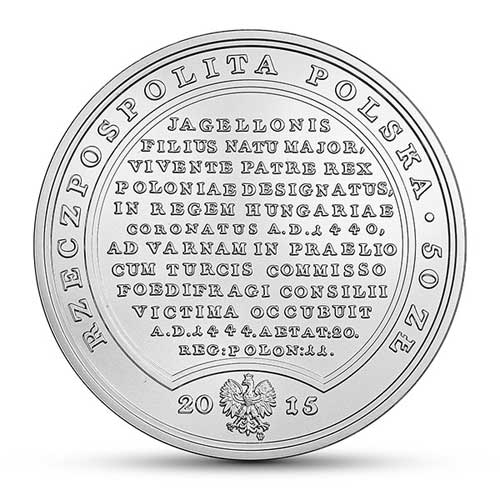 RZECZPOSPOLITA POLSKA · 50 ZŁ
JAGELLONIS
FILIUS NATU MAJOR,
VIVENTE PATRE REX
POLONIAE DESIGNATUS,
IN REGEM HUNGARIAE
CORONATUS A.D.1440,
AD VARNAM IN PRAELIO
CUM TURCIS COMMISSO
FOEDIFRAGI CONSILII
VICTIMA OCCUBUIT
A.D.1444.AETAT:20.
REG:POLON:11.
20 15